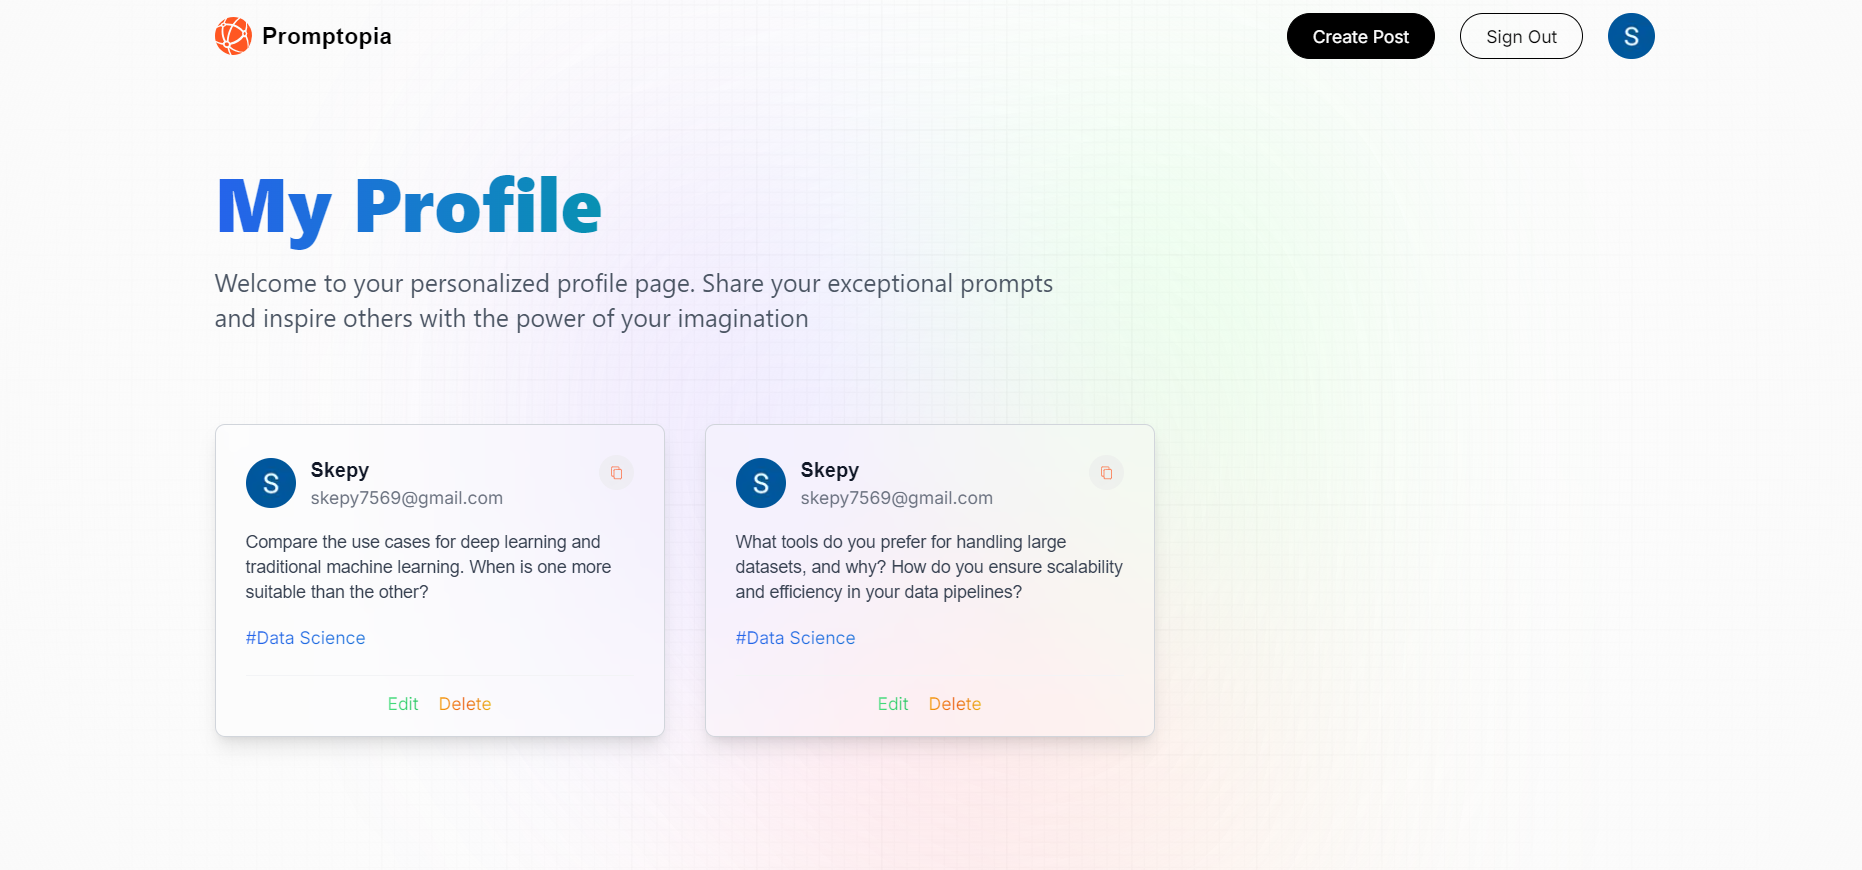 Promptopia
Create Post
Sign Out
S
My Profile
Welcome to your personalized profile page. Share your exceptional prompts
and inspire others with the power of your imagination
S
Skepy
skepy7569@gmail.com
Compare the use cases for deep learning and
traditional machine learning. When is one more
suitable than the other?
#Data Science
Edit
Delete
S
Skepy
skepy7569@gmail.com
What tools do you prefer for handling large
datasets, and why? How do you ensure scalability
and efficiency in your data pipelines?
#Data Science
Edit
Delete